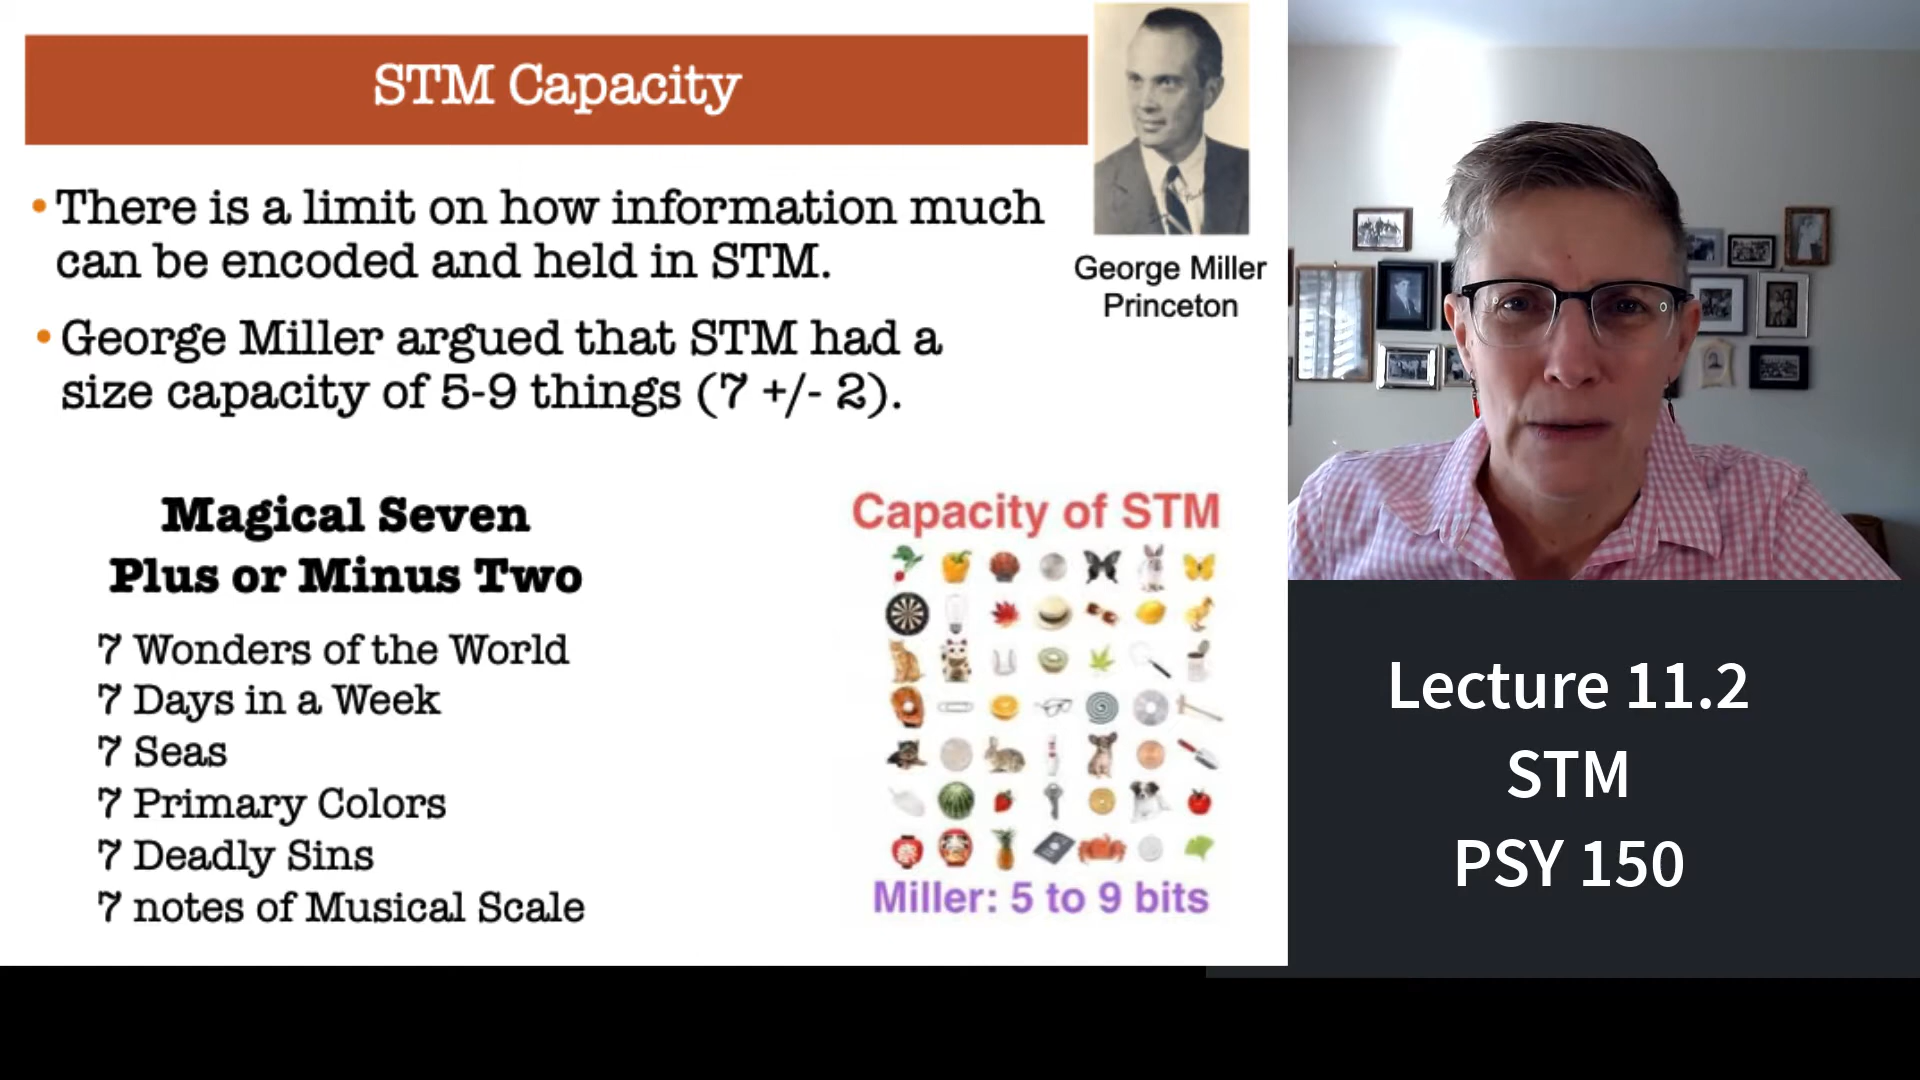 STM Capacity
• There is a limit on how information much
can be encoded and held in STM.
• George Miller argued that STM had a
size capacity of 5-9 things (7 +/- 2).
George Miller
Princeton
Magical Seven
Plus or Minus Two
7 Wonders of the World
7 Days in a Week
7 Seas
7 Primary Colors
7 Deadly Sins
7 notes of Musical Scale
Capacity of STM
Miller: 5 to 9 bits
Lecture 11.2
STM
PSY 150